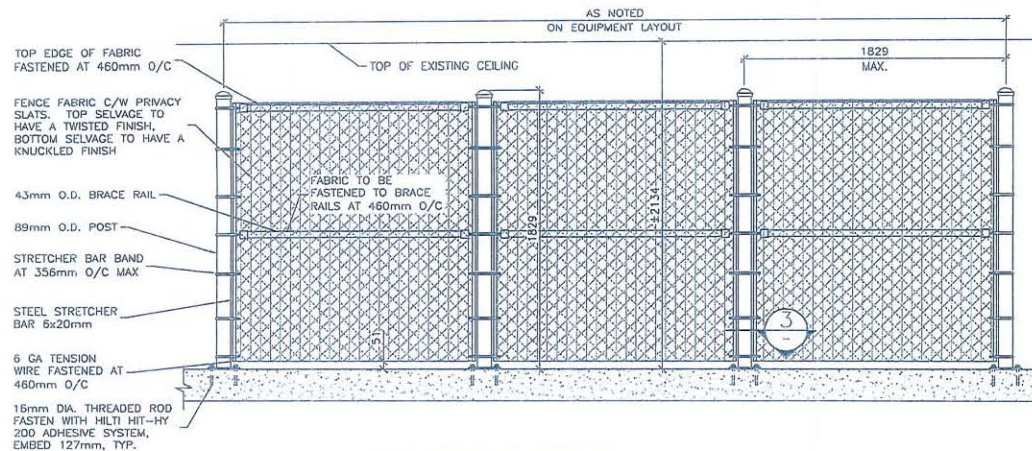 AS NOTED
ON EQUIPMENT LAYOUT
TOP EDGE OF FABRIC
FASTENED AT 460mm O/C
TOP OF EXISTING CEILING
1829
MAX.
FENCE FABRIC C/W PRIVACY
SLATS. TOP SELVAGE TO
HAVE A TWISTED FINISH,
BOTTOM SELVAGE TO HAVE A
KNUCKLED FINISH
FABRIC TO BE
FASTENED TO BRACE
RAILS AT 460mm O/C
43mm O.D. BRACE RAIL
89mm O.D. POST
±1829
±2134
STRETCHER BAR BAND
AT 356mm O/C MAX
STEEL STRETCHER
BAR 6x20mm
3
-
51
6 GA TENSION
WIRE FASTENED AT
460mm O/C
16mm DIA. THREADED ROD
FASTEN WITH HILTI HIT-HY
200 ADHESIVE SYSTEM,
EMBED 127mm, TYP.